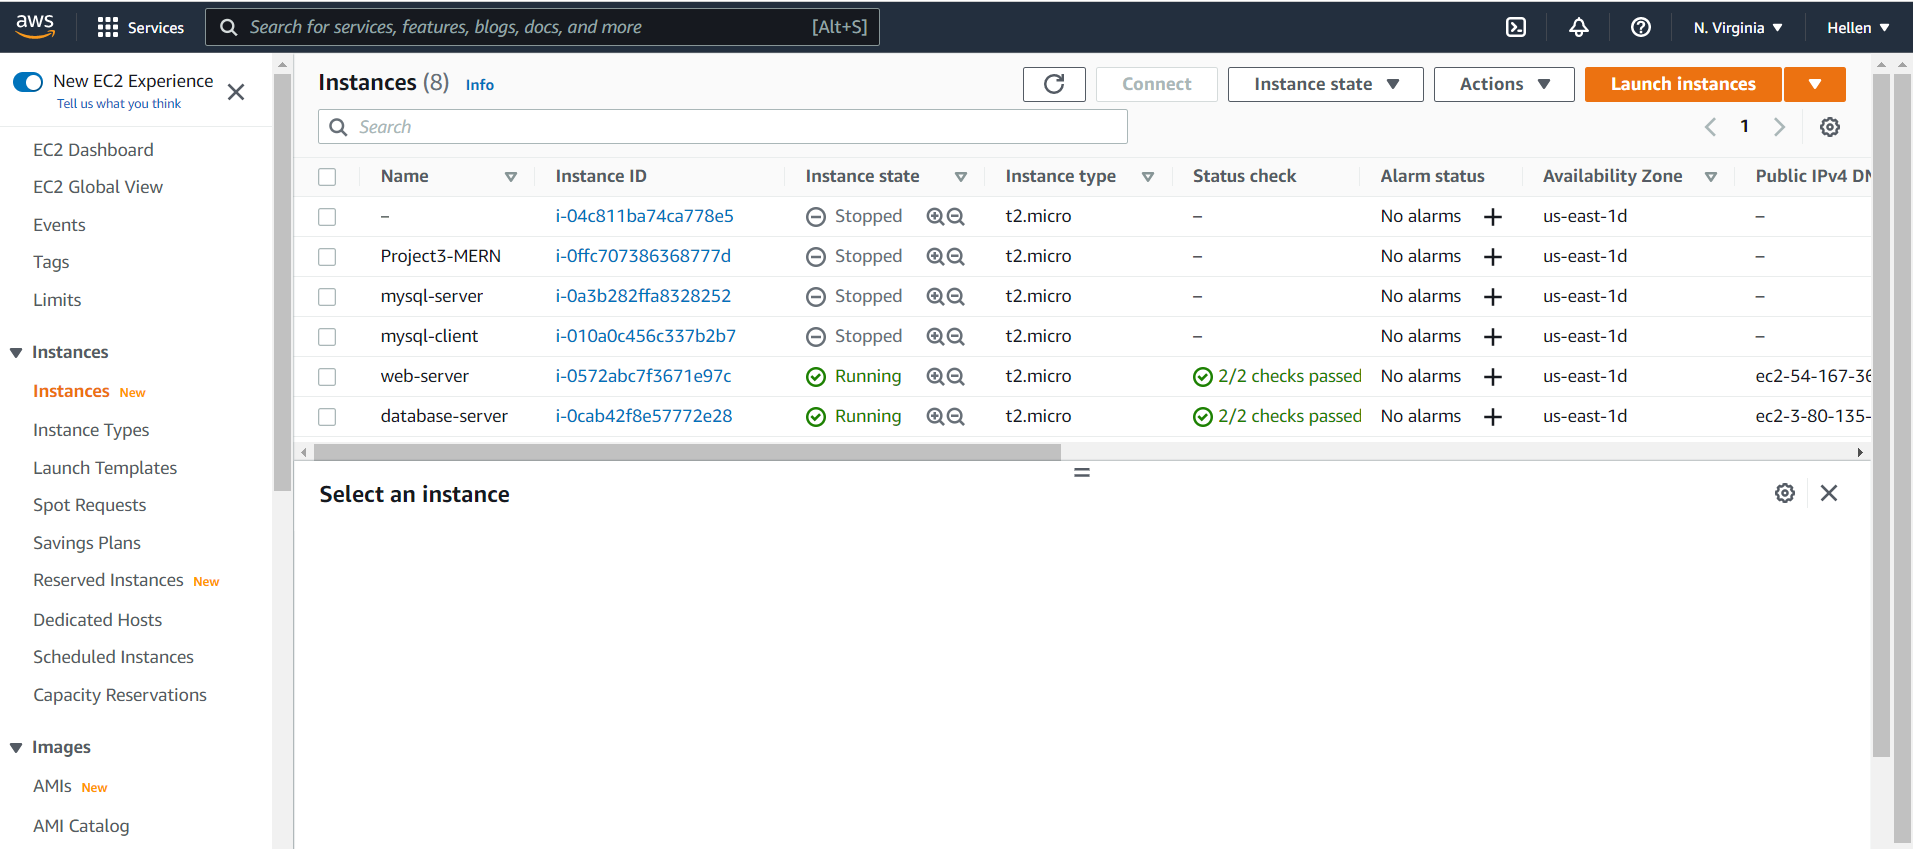 aws Services Search for services, features, blogs, docs, and more [Alt+S] N. Virginia Hellen
New EC2 Experience
Tell us what you think
EC2 Dashboard
EC2 Global View
Events
Tags
Limits
Instances
Instances New
Instance Types
Launch Templates
Spot Requests
Savings Plans
Reserved Instances New
Dedicated Hosts
Scheduled Instances
Capacity Reservations
Images
AMIs New
AMI Catalog
Instances (8) Info Connect Instance state Actions Launch instances
Search 1
Name Instance ID Instance state Instance type Status check Alarm status Availability Zone Public IPv4 DN
– i-04c811ba74ca778e5 Stopped t2.micro – No alarms + us-east-1d –
Project3-MERN i-0ffc707386368777d Stopped t2.micro – No alarms + us-east-1d –
mysql-server i-0a3b282ffa8328252 Stopped t2.micro – No alarms + us-east-1d –
mysql-client i-010a0c456c337b2b7 Stopped t2.micro – No alarms + us-east-1d –
web-server i-0572abc7f3671e97c Running t2.micro 2/2 checks passed No alarms + us-east-1d ec2-54-167-36
database-server i-0cab42f8e57772e28 Running t2.micro 2/2 checks passed No alarms + us-east-1d ec2-3-80-135-
Select an instance